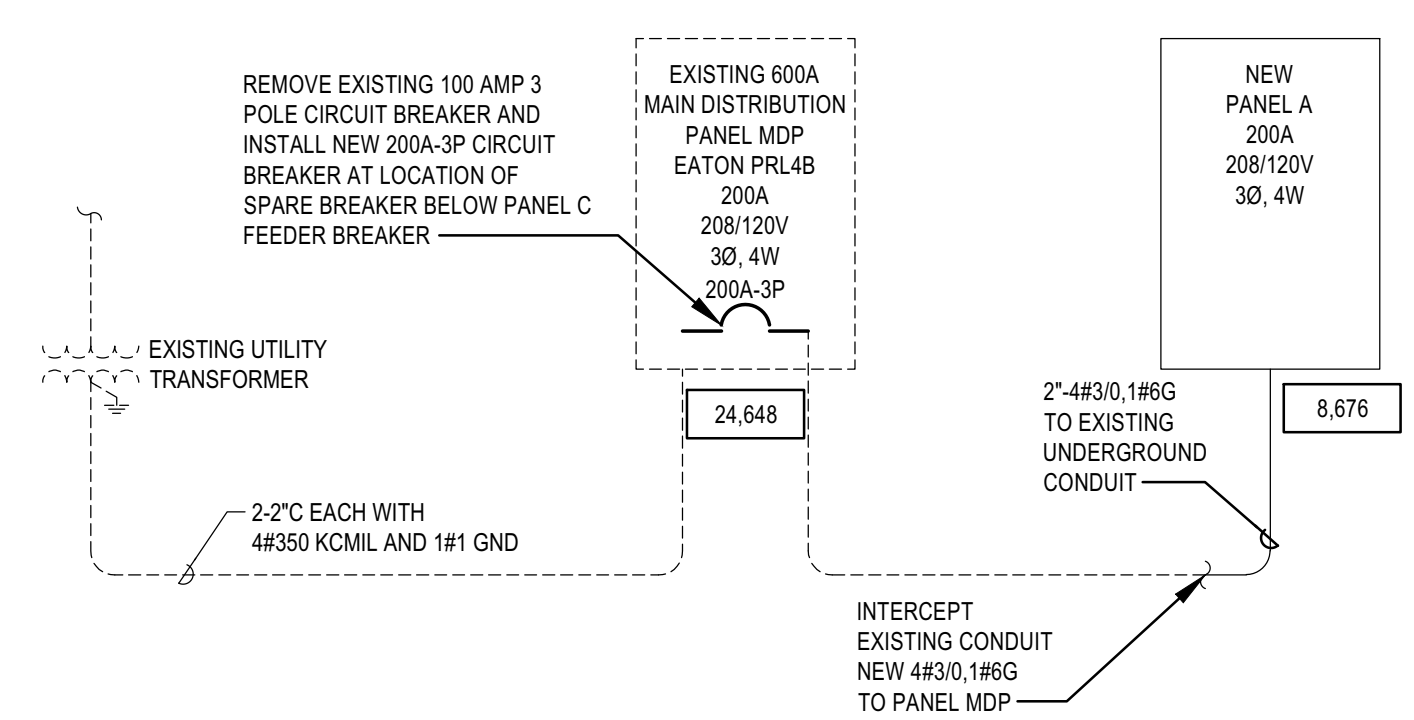 REMOVE EXISTING 100 AMP 3
POLE CIRCUIT BREAKER AND
INSTALL NEW 200A-3P CIRCUIT
BREAKER AT LOCATION OF
SPARE BREAKER BELOW PANEL C
FEEDER BREAKER
EXISTING 600A
MAIN DISTRIBUTION
PANEL MDP
EATON PRL4B
200A
208/120V
3Ø, 4W
200A-3P
NEW
PANEL A
200A
208/120V
3Ø, 4W
EXISTING UTILITY
TRANSFORMER
24,648
2"-4#3/0,1#6G
TO EXISTING
UNDERGROUND
CONDUIT
8,676
2-2"C EACH WITH
4#350 KCMIL AND 1#1 GND
INTERCEPT
EXISTING CONDUIT
NEW 4#3/0,1#6G
TO PANEL MDP